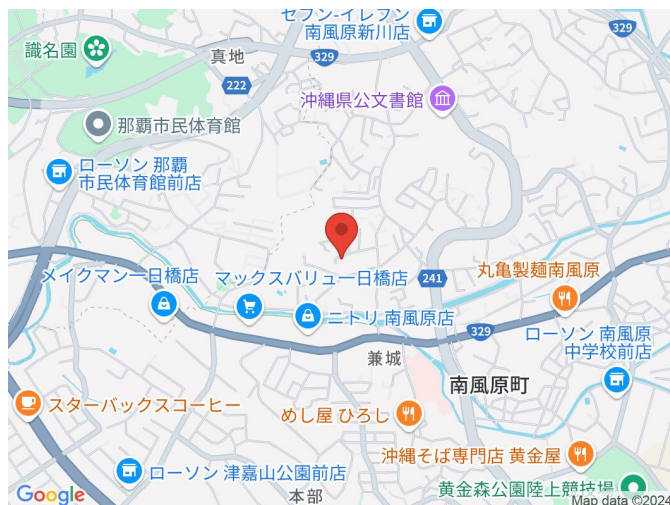 セブン-イレブン
南風原新川店
識名園
真地
329
329
222
沖縄県公文書館
那覇市民体育館
ローソン 那覇
市民体育館前店
メイクマン一日橋店
マックスバリュ一日橋店
241
丸亀製麺南風原
ニトリ 南風原店
329
ローソン 南風原
中学校前店
兼城
南風原町
スターバックスコーヒー
めし屋 ひろし
沖縄そば専門店 黄金屋
ローソン 津嘉山公園前店
黄金森公園陸上競技場
本部
Google
Map data ©2024